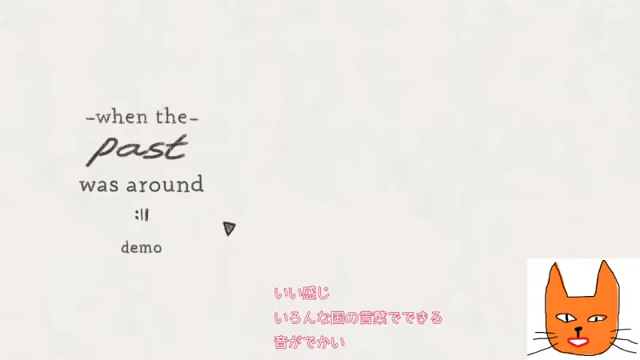 -when the-
past
was around
:||
demo
いい感じ
いろんな国の言葉でできる
音がでかい